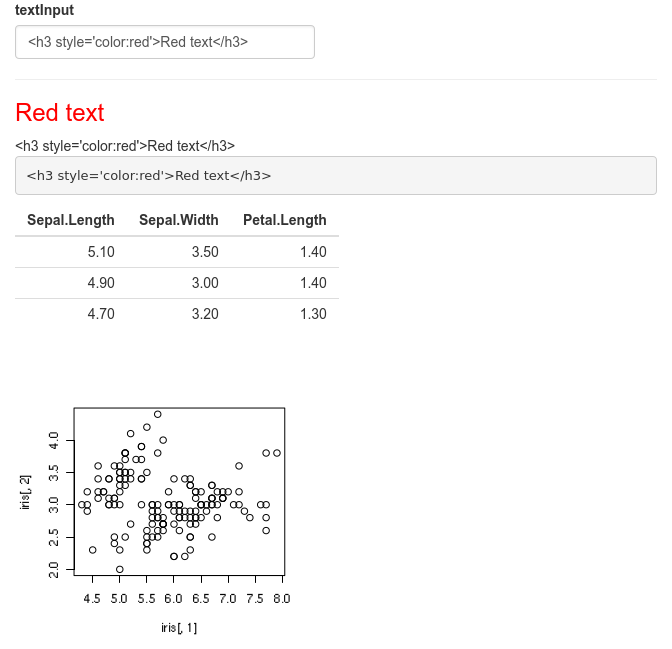 textInput
<h3 style='color:red'>Red text</h3>
Red text
<h3 style='color:red'>Red text</h3>
<h3 style='color:red'>Red text</h3>
Sepal.Length Sepal.Width Petal.Length
5.10 3.50 1.40
4.90 3.00 1.40
4.70 3.20 1.30
4.0
3.5
3.0
2.5
2.0
iris[, 2]
4.5 5.0 5.5 6.0 6.5 7.0 7.5 8.0
iris[, 1]